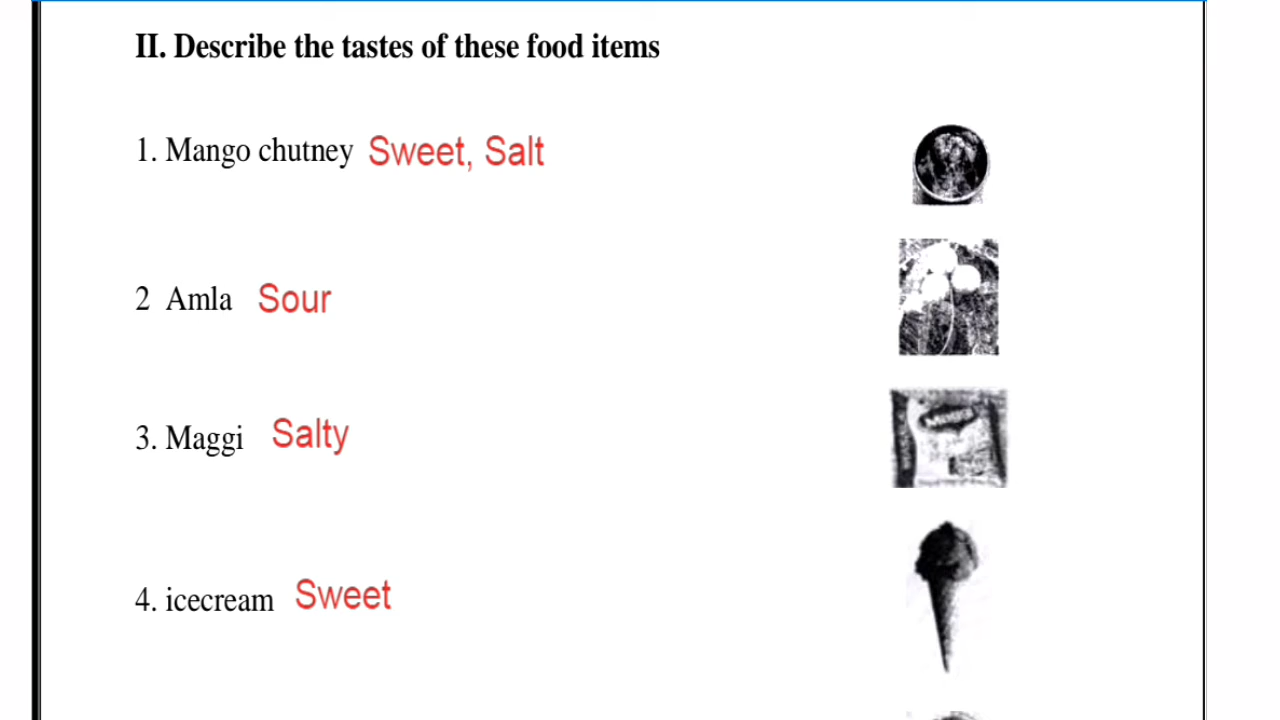 II. Describe the tastes of these food items
1. Mango chutney Sweet, Salt
2 Amla Sour
3. Maggi Salty
4. icecream Sweet